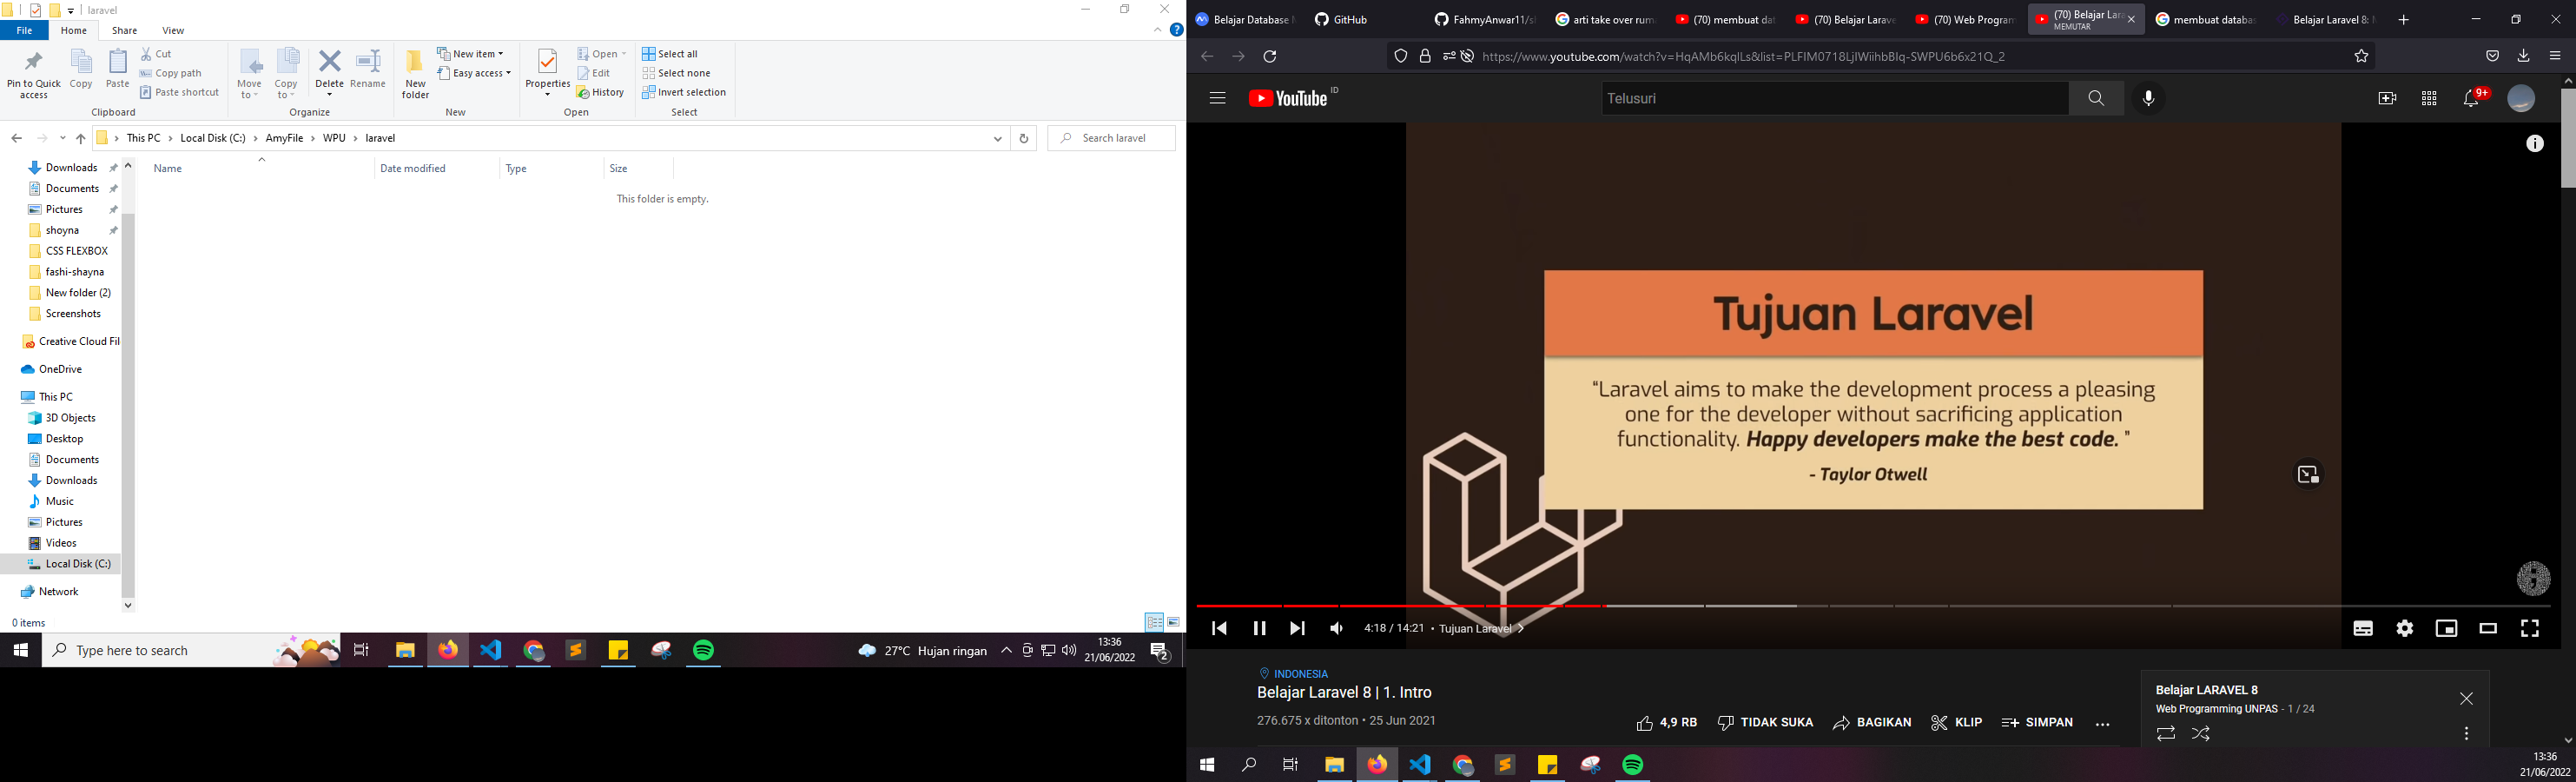 laravel
File Home Share View
Pin to Quick access
Copy
Paste
Cut
Copy path
Paste shortcut
Clipboard
Move to
Copy to
Delete
Rename
Organize
New folder
New item
Easy access
New
Properties
Open
Edit
History
Open
Select all
Select none
Invert selection
Select
This PC > Local Disk (C:) > AmyFile > WPU > laravel
Search laravel
Name Date modified Type Size
This folder is empty.
Downloads
Documents
Pictures
shoyna
CSS FLEXBOX
fashi-shayna
New folder (2)
Screenshots
Creative Cloud Fil
OneDrive
This PC
3D Objects
Desktop
Documents
Downloads
Music
Pictures
Videos
Local Disk (C:)
Network
0 items
Type here to search
27°C Hujan ringan
13:36
21/06/2022
2
Belajar Database
GitHub
FahmyAnwar11/s
arti take over rum
(70) membuat dat
(70) Belajar Larave
(70) Web Program
(70) Belajar Lara
MEMUTAR
membuat databas
Belajar Laravel 8:
https://www.youtube.com/watch?v=HqAMb6kqlLs&list=PLFIM0718LjIWiihbBIq-SWPU6b6x21Q_2
YouTube ID
Telusuri
9+
Tujuan Laravel
“Laravel aims to make the development process a pleasing
one for the developer without sacrificing application
functionality. Happy developers make the best code. "
- Taylor Otwell
4:18 / 14:21 • Tujuan Laravel
INDONESIA
Belajar Laravel 8 | 1. Intro
276.675 x ditonton • 25 Jun 2021
4,9 RB
TIDAK SUKA
BAGIKAN
KLIP
SIMPAN
Belajar LARAVEL 8
Web Programming UNPAS - 1 / 24
13:36
21/06/2022